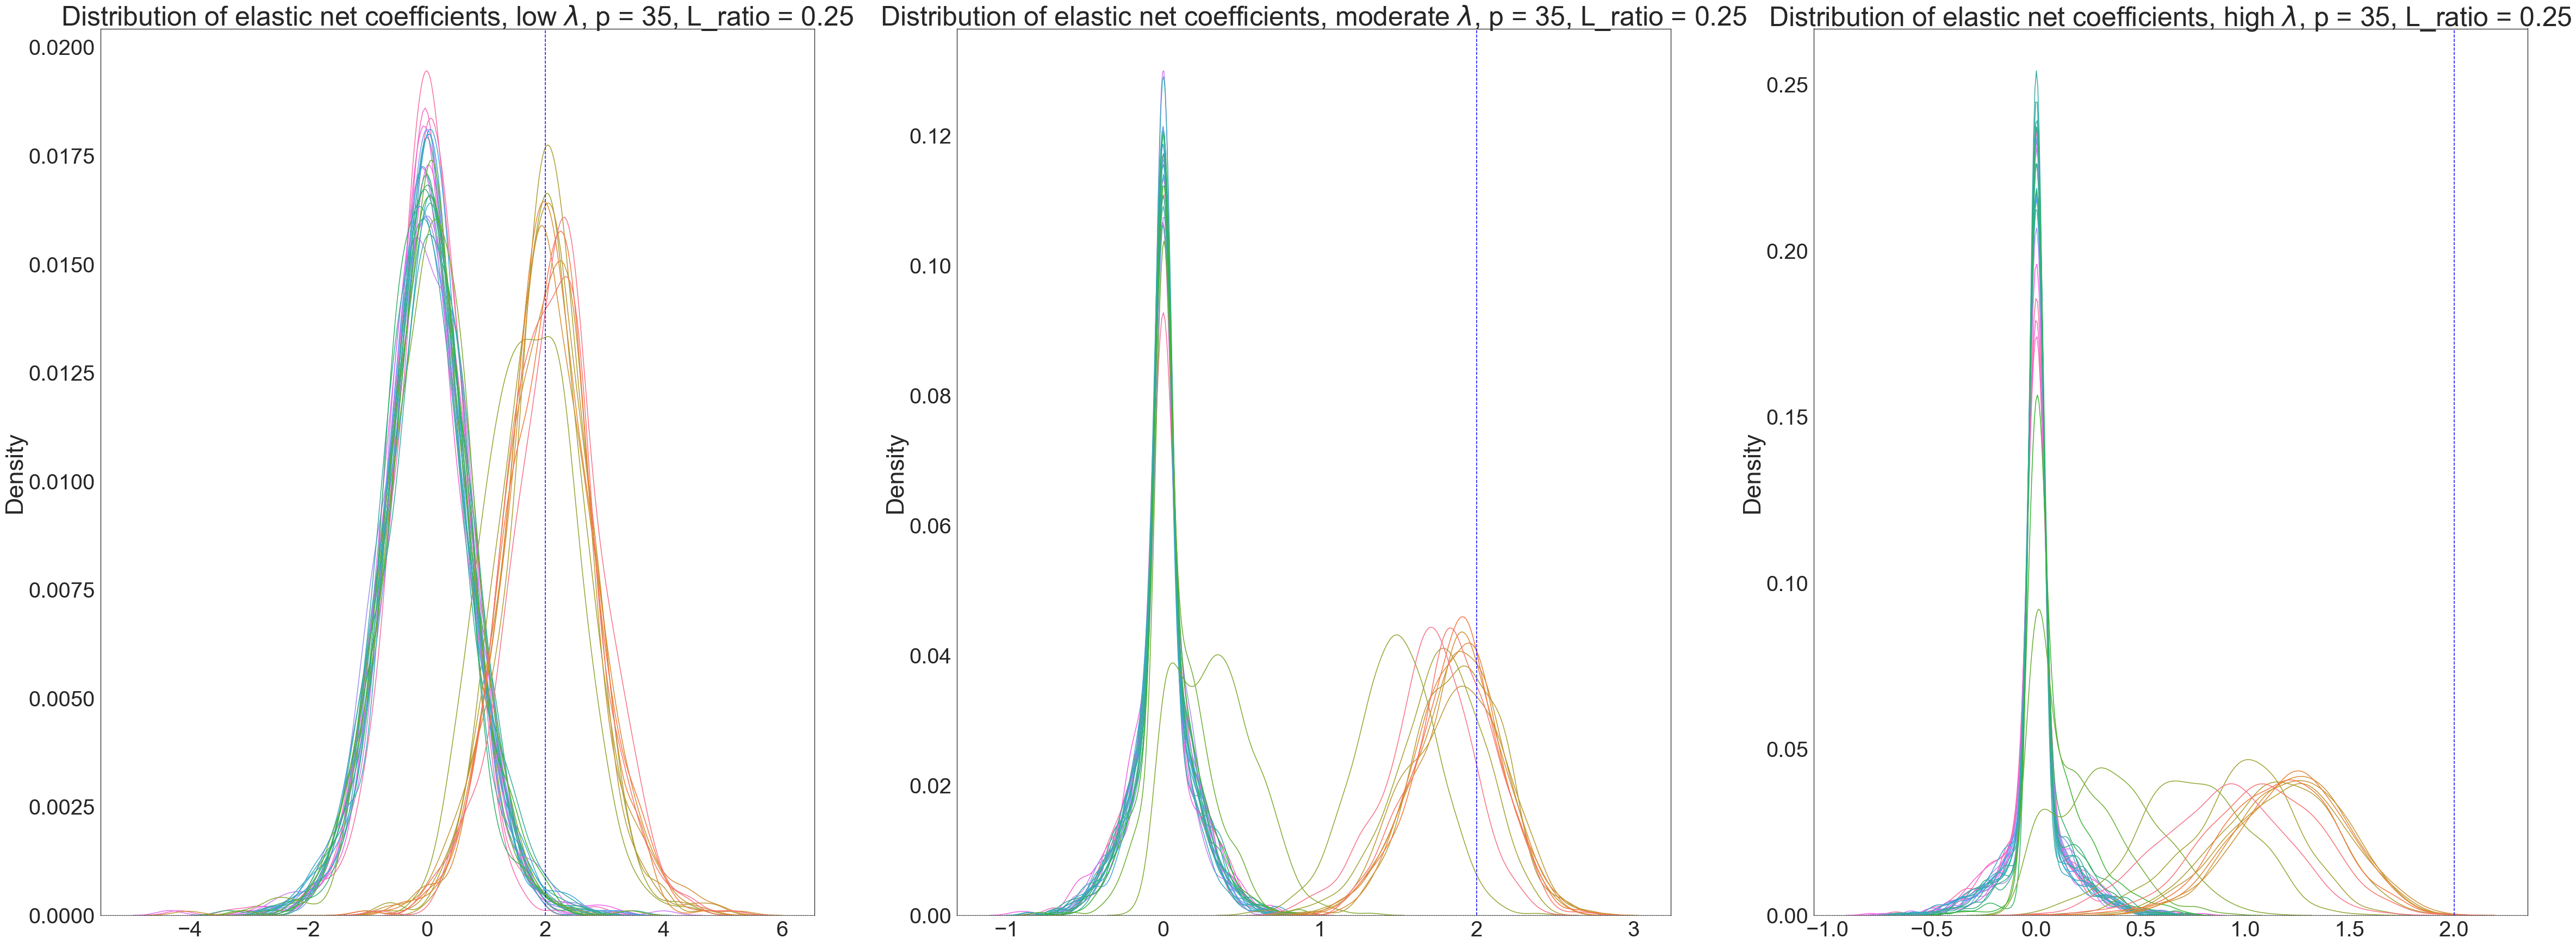 Distribution of elastic net coefficients, low λ, p = 35, L_ratio = 0.25
Density
0.0200
0.0175
0.0150
0.0125
0.0100
0.0075
0.0050
0.0025
0.0000
−4 −2 0 2 4 6
Distribution of elastic net coefficients, moderate λ, p = 35, L_ratio = 0.25
Density
0.12
0.10
0.08
0.06
0.04
0.02
0.00
−1 0 1 2 3
Distribution of elastic net coefficients, high λ, p = 35, L_ratio = 0.25
Density
0.25
0.20
0.15
0.10
0.05
0.00
−1.0 −0.5 0.0 0.5 1.0 1.5 2.0